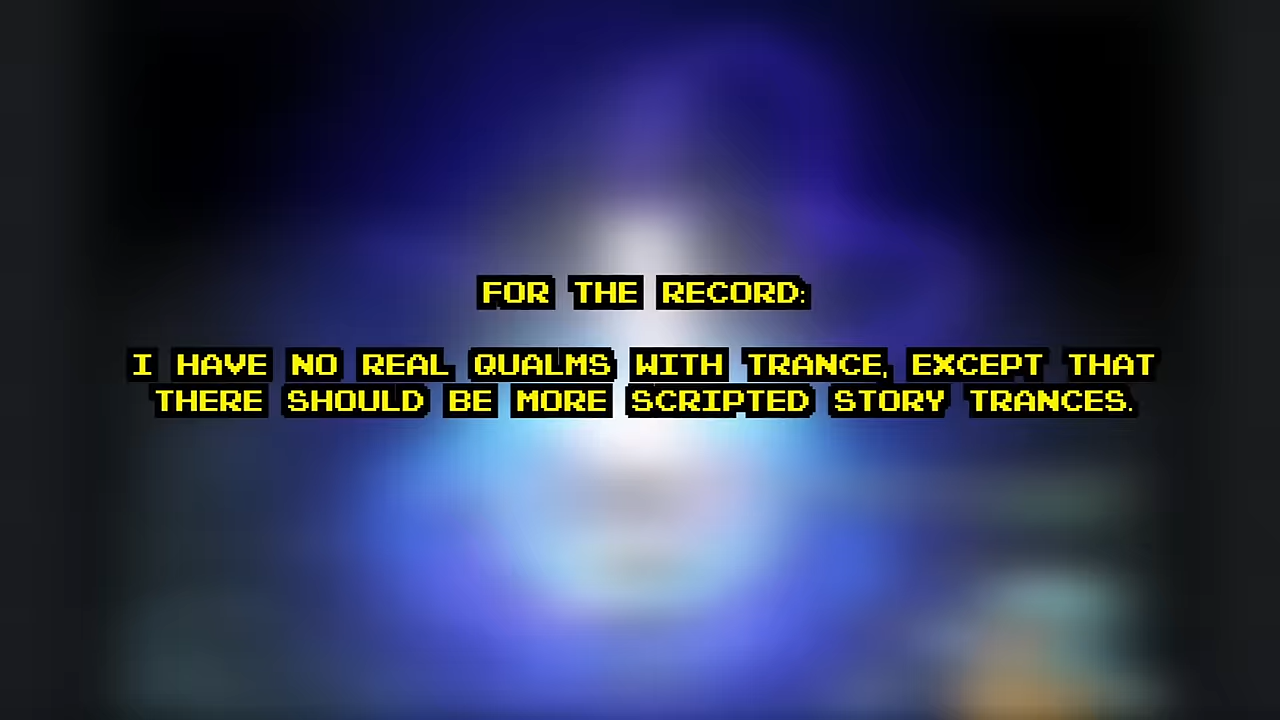 FOR THE RECORD:
I HAVE NO REAL QUALMS WITH TRANCE, EXCEPT THAT
THERE SHOULD BE MORE SCRIPTED STORY TRANCES.